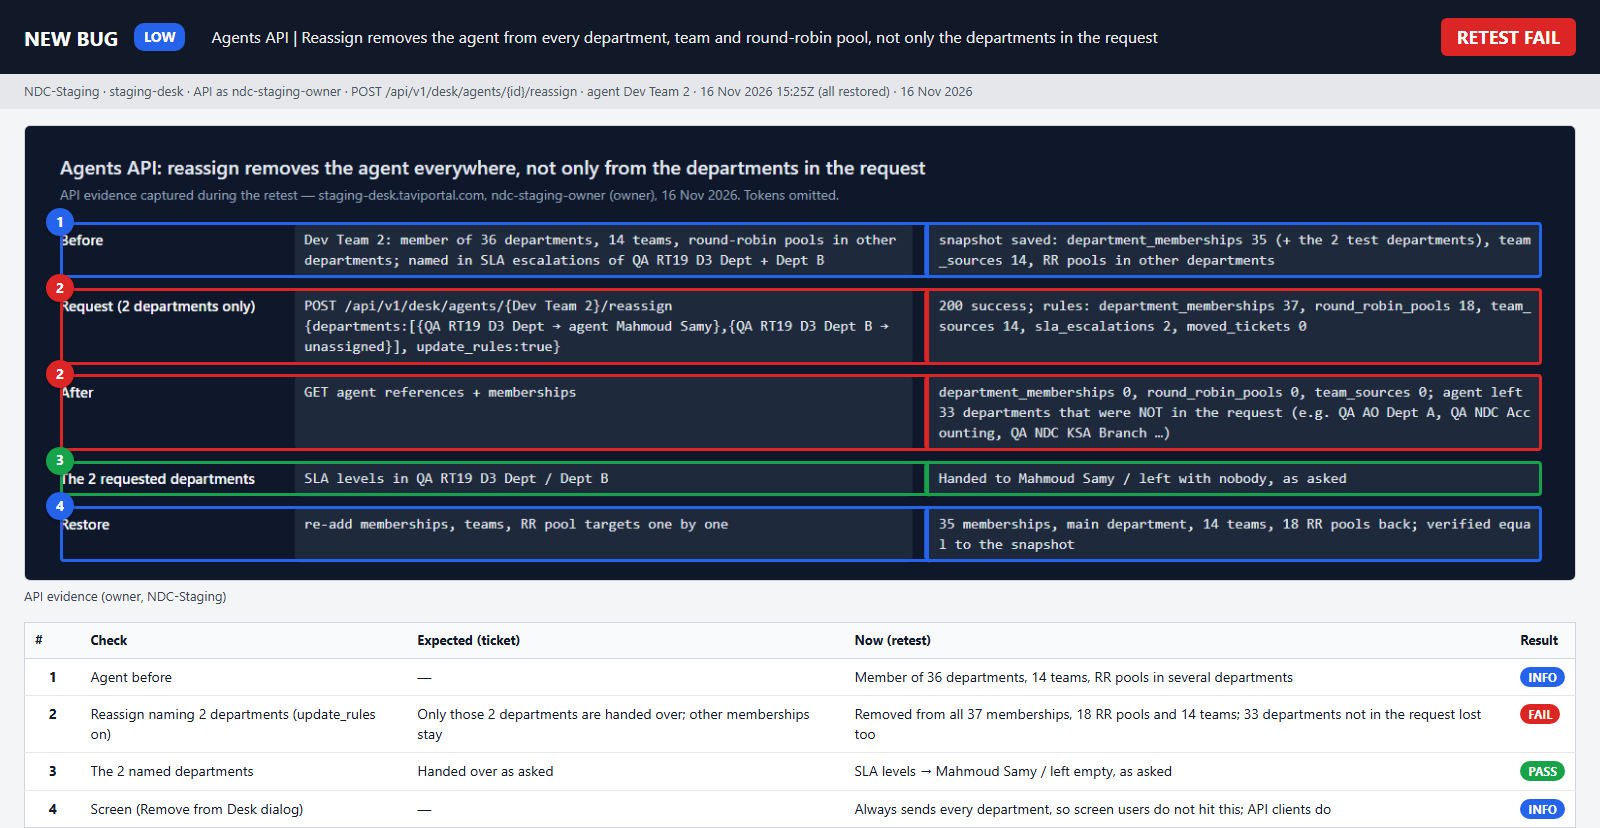 NEW BUG LOW Agents API | Reassign removes the agent from every department, team and round-robin pool, not only the departments in the request RETEST FAIL
NDC-Staging · staging-desk · API as ndc-staging-owner · POST /api/v1/desk/agents/{id}/reassign · agent Dev Team 2 · 16 Nov 2026 15:25Z (all restored) · 16 Nov 2026
Agents API: reassign removes the agent everywhere, not only from the departments in the request
API evidence captured during the retest — staging-desk.taviportal.com, ndc-staging-owner (owner), 16 Nov 2026. Tokens omitted.
1
Before
Dev Team 2: member of 36 departments, 14 teams, round-robin pools in other
departments; named in SLA escalations of QA RT19 D3 Dept + Dept B
snapshot saved: department_memberships 35 (+ the 2 test departments), team
_sources 14, RR pools in other departments
2
Request (2 departments only)
POST /api/v1/desk/agents/{Dev Team 2}/reassign
{departments:[{QA RT19 D3 Dept → agent Mahmoud Samy},{QA RT19 D3 Dept B →
unassigned}], update_rules:true}
200 success; rules: department_memberships 37, round_robin_pools 18, team_
sources 14, sla_escalations 2, moved_tickets 0
2
After
GET agent references + memberships
department_memberships 0, round_robin_pools 0, team_sources 0; agent left
33 departments that were NOT in the request (e.g. QA AO Dept A, QA NDC Acc
ounting, QA NDC KSA Branch …)
3
The 2 requested departments
SLA levels in QA RT19 D3 Dept / Dept B
Handed to Mahmoud Samy / left with nobody, as asked
4
Restore
re-add memberships, teams, RR pool targets one by one
35 memberships, main department, 14 teams, 18 RR pools back; verified equa
l to the snapshot
API evidence (owner, NDC-Staging)
# Check Expected (ticket) Now (retest) Result
1 Agent before — Member of 36 departments, 14 teams, RR pools in several departments INFO
2 Reassign naming 2 departments (update_rules
on)
Only those 2 departments are handed over; other memberships
stay
Removed from all 37 memberships, 18 RR pools and 14 teams; 33 departments not in the request lost
too
FAIL
3 The 2 named departments Handed over as asked SLA levels → Mahmoud Samy / left empty, as asked PASS
4 Screen (Remove from Desk dialog) — Always sends every department, so screen users do not hit this; API clients do INFO